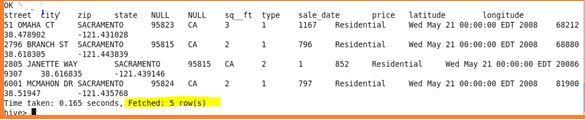 OK
street city zip state NULL NULL sq__ft type sale_date price latitude longitude
51 OMAHA CT SACRAMENTO 95823 CA 3 1 1167 Residential Wed May 21 00:00:00 EDT 2008 68212
38.478902 -121.431028
2796 BRANCH ST SACRAMENTO 95815 CA 2 1 796 Residential Wed May 21 00:00:00 EDT 2008 68880
38.618305 -121.443839
2805 JANETTE WAY SACRAMENTO 95815 CA 2 1 852 Residential Wed May 21 00:00:00 EDT 20086
9307 38.616835 -121.439146
6001 MCMAHON DR SACRAMENTO 95824 CA 2 1 797 Residential Wed May 21 00:00:00 EDT 2008 81900
38.51947 -121.435768
Time taken: 0.165 seconds, Fetched: 5 row(s)
hive>